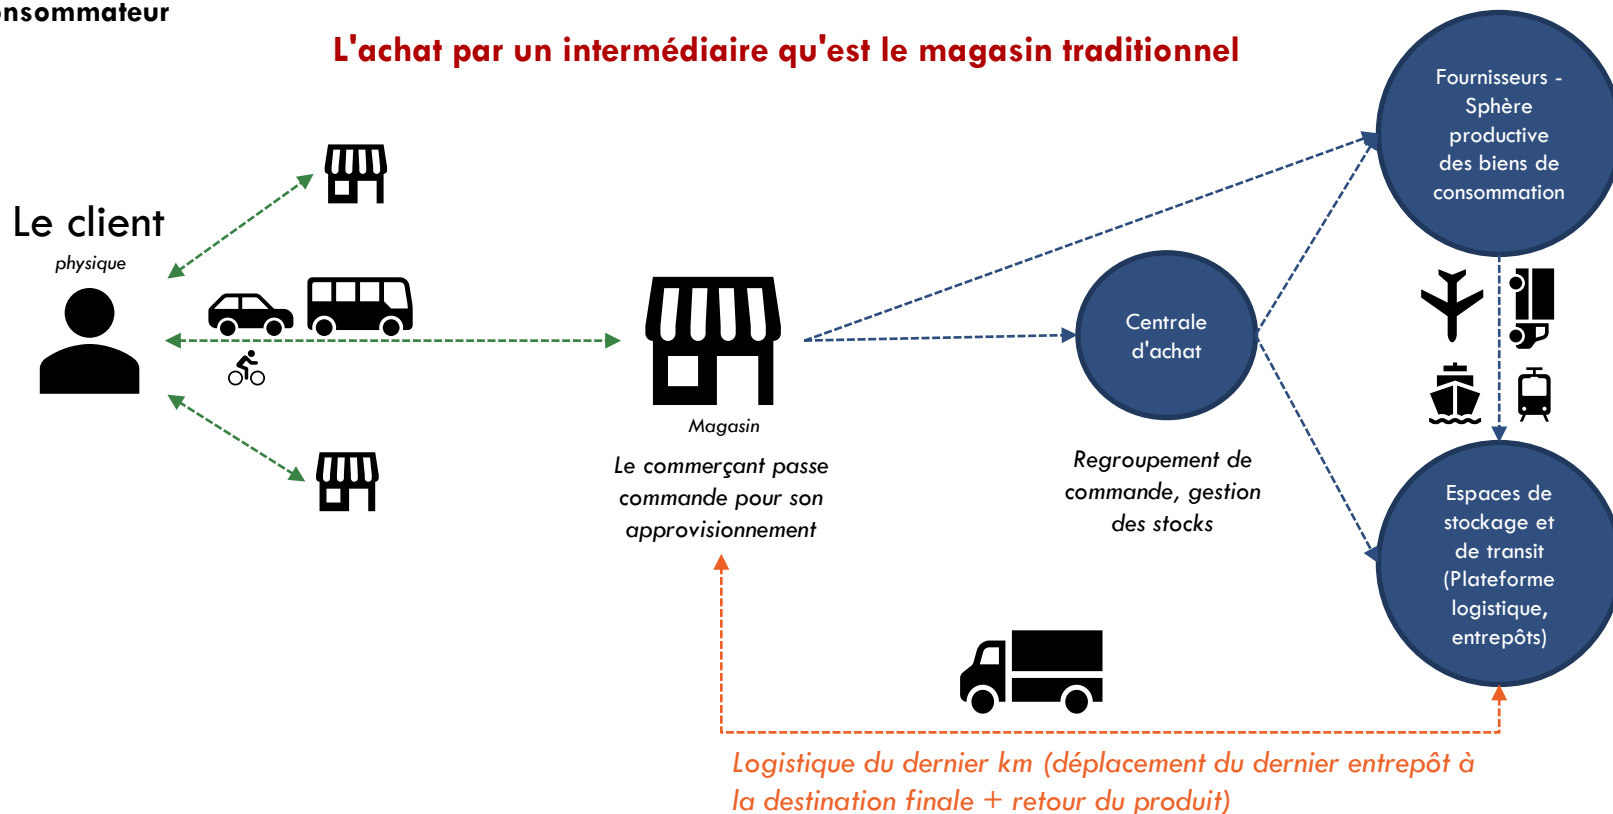 onsommateur
L'achat par un intermédiaire qu'est le magasin traditionnel
Le client
physique
Magasin
Le commerçant passe
commande pour son
approvisionnement
Centrale
d'achat
Regroupement de
commande, gestion
des stocks
Fournisseurs -
Sphère
productive
des biens de
consommation
Espaces de
stockage et
de transit
(Plateforme
logistique,
entrepôts)
Logistique du dernier km (déplacement du dernier entrepôt à
la destination finale + retour du produit)